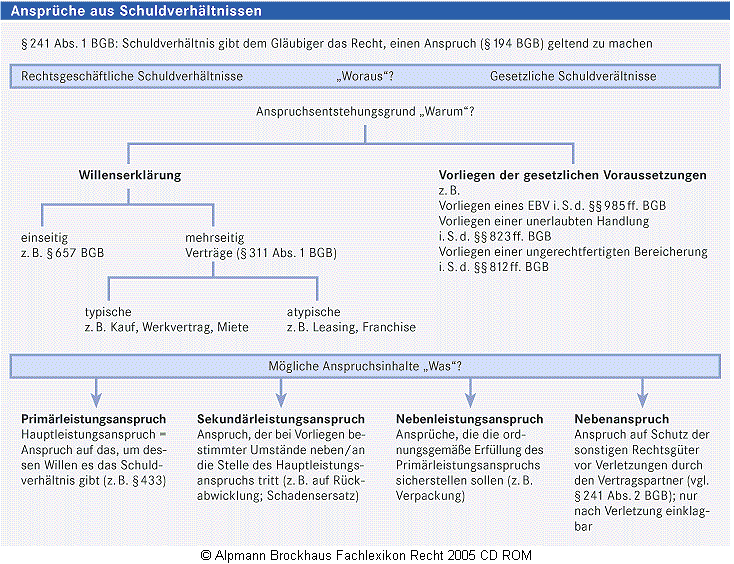 Ansprüche aus Schuldverhältnissen
§ 241 Abs. 1 BGB: Schuldverhältnis gibt dem Gläubiger das Recht, einen Anspruch (§ 194 BGB) geltend zu machen
Rechtsgeschäftliche Schuldverhältnisse „Woraus“? Gesetzliche Schuldverältnisse
Anspruchsentstehungsgrund „Warum“?
Willenserklärung
einseitig
z. B. § 657 BGB
mehrseitig
Verträge (§ 311 Abs. 1 BGB)
typische
z. B. Kauf, Werkvertrag, Miete
atypische
z. B. Leasing, Franchise
Vorliegen der gesetzlichen Voraussetzungen
z. B.
Vorliegen eines EBV i. S. d. §§ 985 ff. BGB
Vorliegen einer unerlaubten Handlung
i. S. d. §§ 823 ff. BGB
Vorliegen einer ungerechtfertigten Bereicherung
i. S. d. §§ 812 ff. BGB
Mögliche Anspruchsinhalte „Was“?
Primärleistungsanspruch
Hauptleistungsanspruch =
Anspruch auf das, um des-
sen Willen es das Schuld-
verhältnis gibt (z. B. § 433)
Sekundärleistungsanspruch
Anspruch, der bei Vorliegen be-
stimmter Umstände neben/an
die Stelle des Hauptleistungs-
anspruchs tritt (z. B. auf Rück-
abwicklung; Schadensersatz)
Nebenleistungsanspruch
Ansprüche, die die ord-
nungsgemäße Erfüllung des
Primärleistungsanspruchs
sicherstellen sollen (z. B.
Verpackung)
Nebenanspruch
Anspruch auf Schutz der
sonstigen Rechtsgüter
vor Verletzungen durch
den Vertragspartner (vgl.
§ 241 Abs. 2 BGB); nur
nach Verletzung einklag-
bar
© Alpmann Brockhaus Fachlexikon Recht 2005 CD ROM